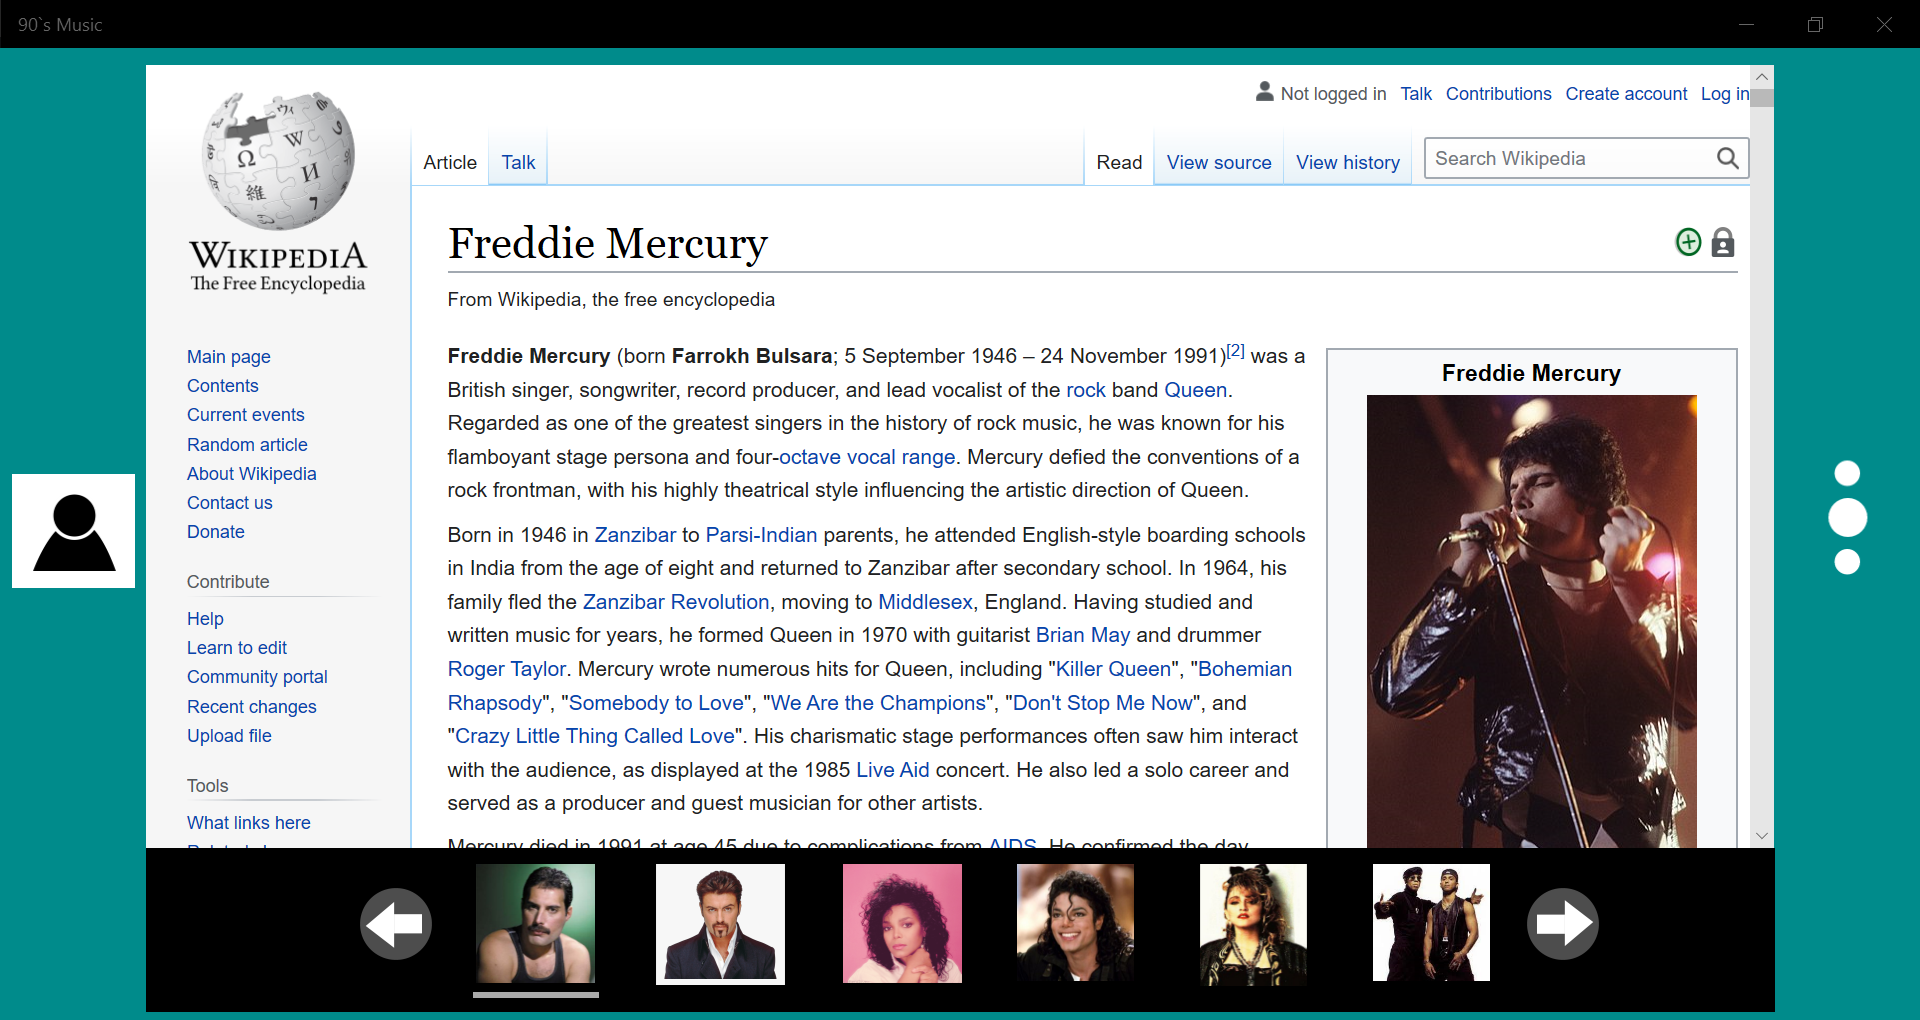 90`s Music
Not logged in Talk Contributions Create account Log in
Article Talk Read View source View history Search Wikipedia
WIKIPEDIA
The Free Encyclopedia
Freddie Mercury
From Wikipedia, the free encyclopedia
Main page
Contents
Current events
Random article
About Wikipedia
Contact us
Donate
Contribute
Help
Learn to edit
Community portal
Recent changes
Upload file
Tools
What links here
Freddie Mercury (born Farrokh Bulsara; 5 September 1946 – 24 November 1991)[2] was a
British singer, songwriter, record producer, and lead vocalist of the rock band Queen.
Regarded as one of the greatest singers in the history of rock music, he was known for his
flamboyant stage persona and four-octave vocal range. Mercury defied the conventions of a
rock frontman, with his highly theatrical style influencing the artistic direction of Queen.
Born in 1946 in Zanzibar to Parsi-Indian parents, he attended English-style boarding schools
in India from the age of eight and returned to Zanzibar after secondary school. In 1964, his
family fled the Zanzibar Revolution, moving to Middlesex, England. Having studied and
written music for years, he formed Queen in 1970 with guitarist Brian May and drummer
Roger Taylor. Mercury wrote numerous hits for Queen, including "Killer Queen", "Bohemian
Rhapsody", "Somebody to Love", "We Are the Champions", "Don't Stop Me Now", and
"Crazy Little Thing Called Love". His charismatic stage performances often saw him interact
with the audience, as displayed at the 1985 Live Aid concert. He also led a solo career and
served as a producer and guest musician for other artists.
Mercury died in 1991 at age 45 due to complications from AIDS. He confirmed the day
Freddie Mercury